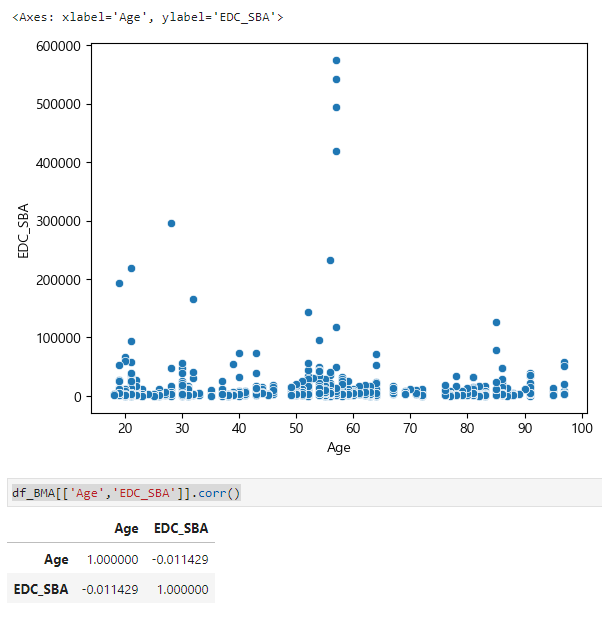 <Axes: xlabel='Age', ylabel='EDC_SBA'>
600000
500000
400000
300000
200000
100000
0
EDC_SBA
20 30 40 50 60 70 80 90 100
Age
df_BMA[['Age','EDC_SBA']].corr()
Age EDC_SBA
Age 1.000000 -0.011429
EDC_SBA -0.011429 1.000000